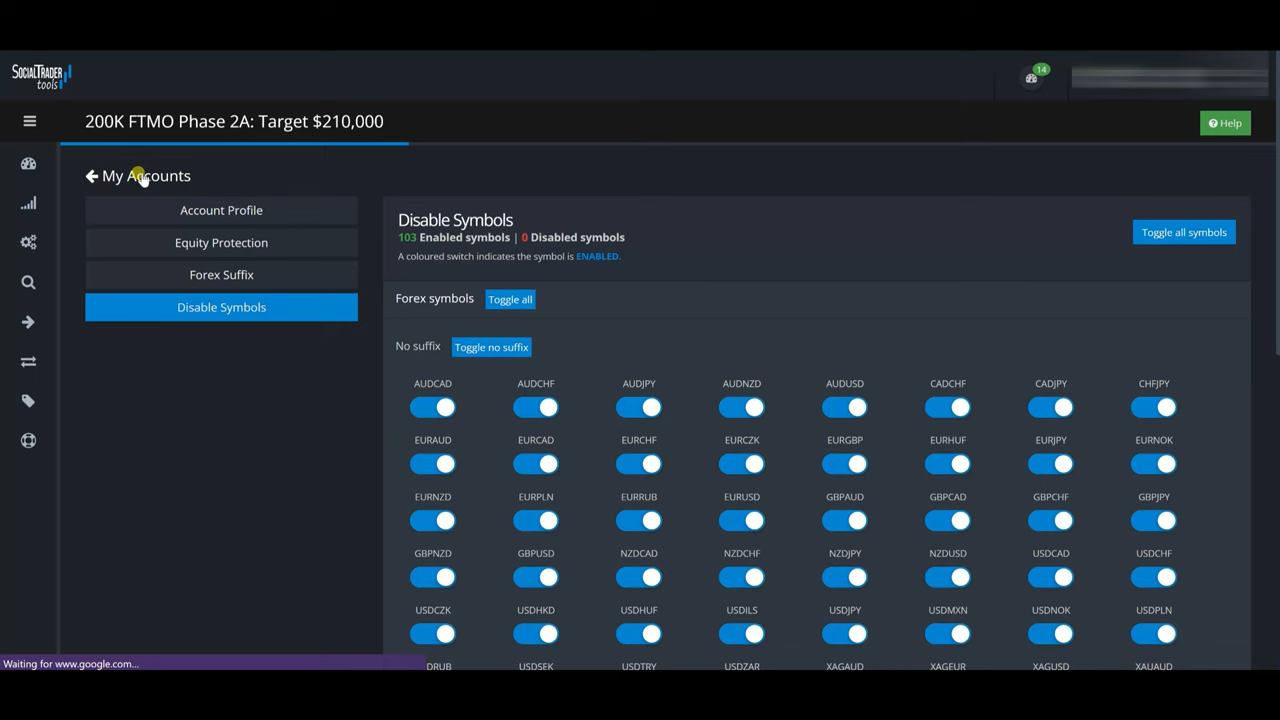 SOCIALTRADER
tools
14
200K FTMO Phase 2A: Target $210,000
Help
My Accounts
Account Profile
Equity Protection
Forex Suffix
Disable Symbols
Disable Symbols
103 Enabled symbols | 0 Disabled symbols
A coloured switch indicates the symbol is ENABLED.
Toggle all symbols
Forex symbols Toggle all
No suffix Toggle no suffix
AUDCAD AUDCHF AUDJPY AUDNZD AUDUSD CADCHF CADJPY CHFJPY
EURAUD EURCAD EURCHF EURCZK EURGBP EURHUF EURJPY EURNOK
EURNZD EURPLN EURRUB EURUSD GBPAUD GBPCAD GBPCHF GBPJPY
GBPNZD GBPUSD NZDCAD NZDCHF NZDJPY NZDUSD USDCAD USDCHF
USDCZK USDHKD USDHUF USDILS USDJPY USDMXN USDNOK USDPLN
DRUB USDSEK USDTRY USDZAR XAGAUD XAGEUR XAGUSD XAUAUD
Waiting for www.google.com...